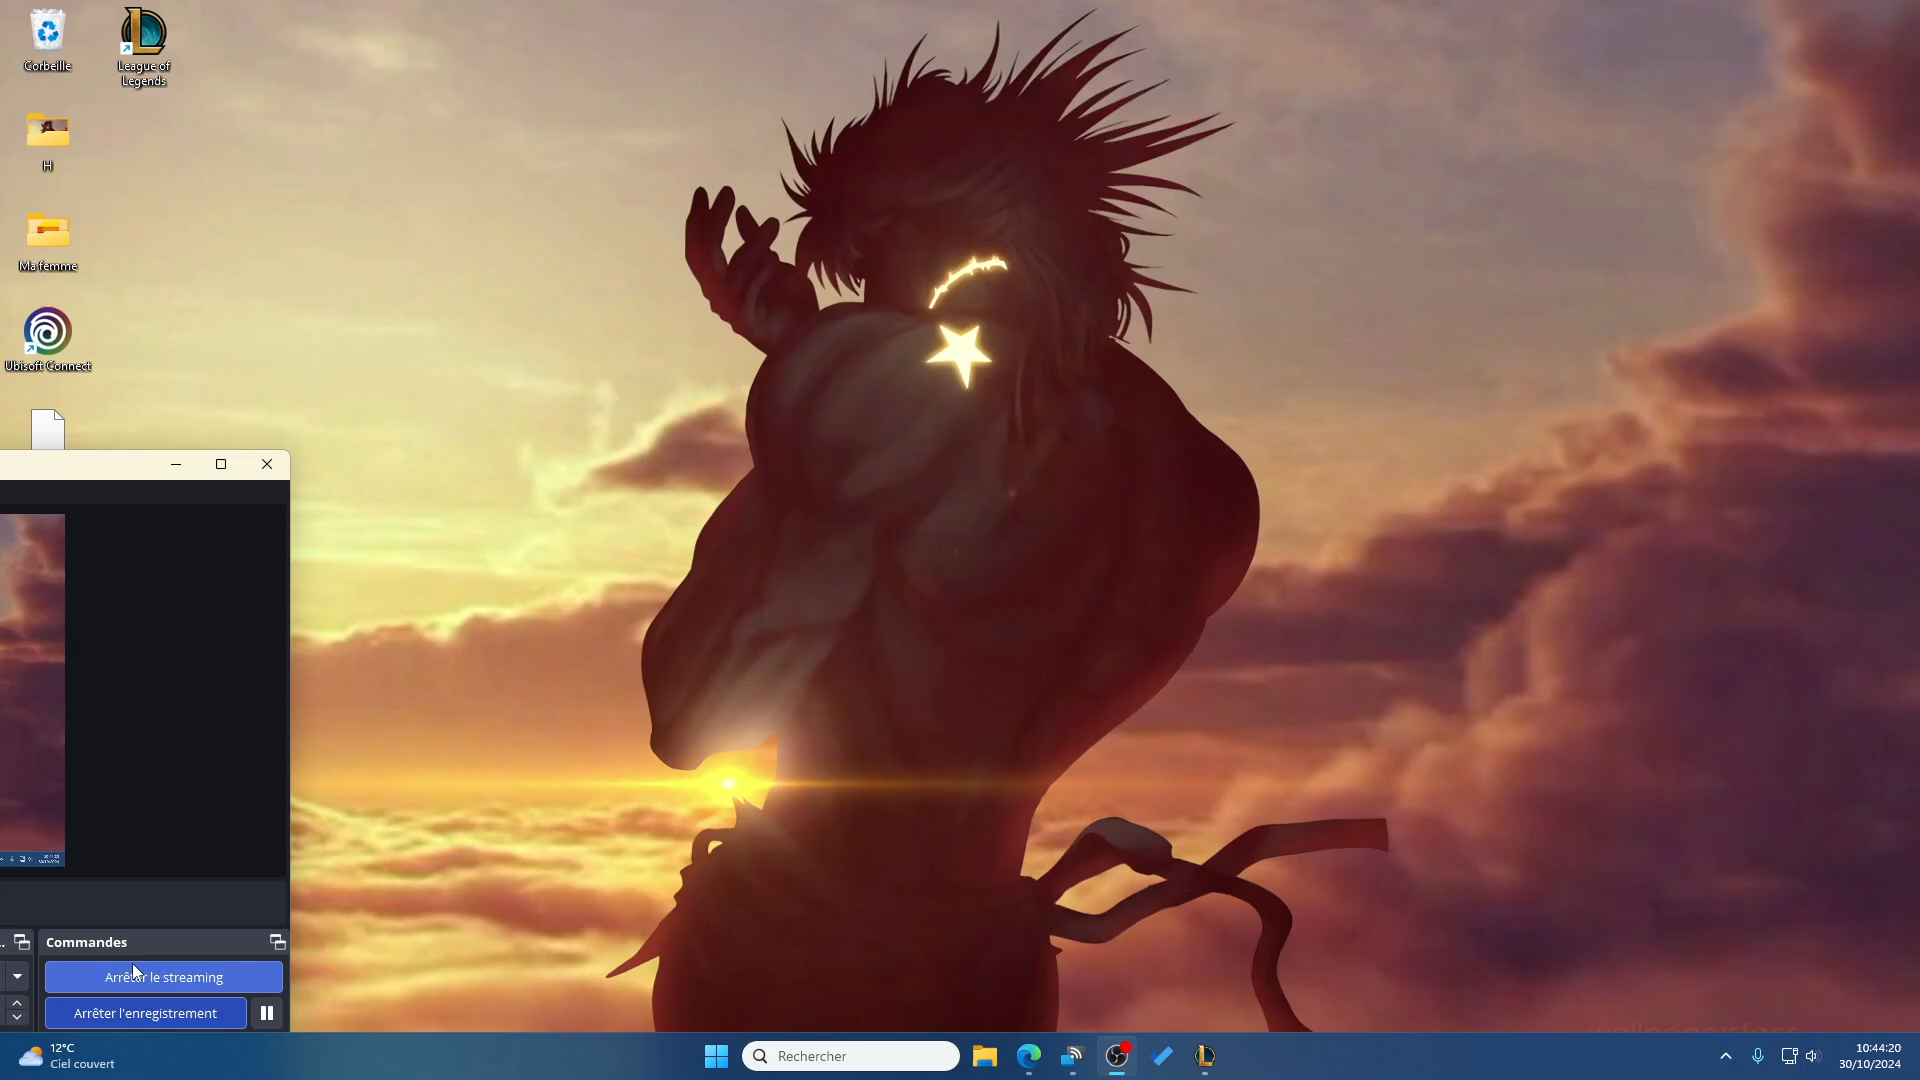 Corbeille
League of
Legends
H
Ma femme
Ubisoft Connect
Commandes
Arrêter le streaming
Arrêter l'enregistrement
12°C
Ciel couvert
Rechercher
10:44:20
30/10/2024